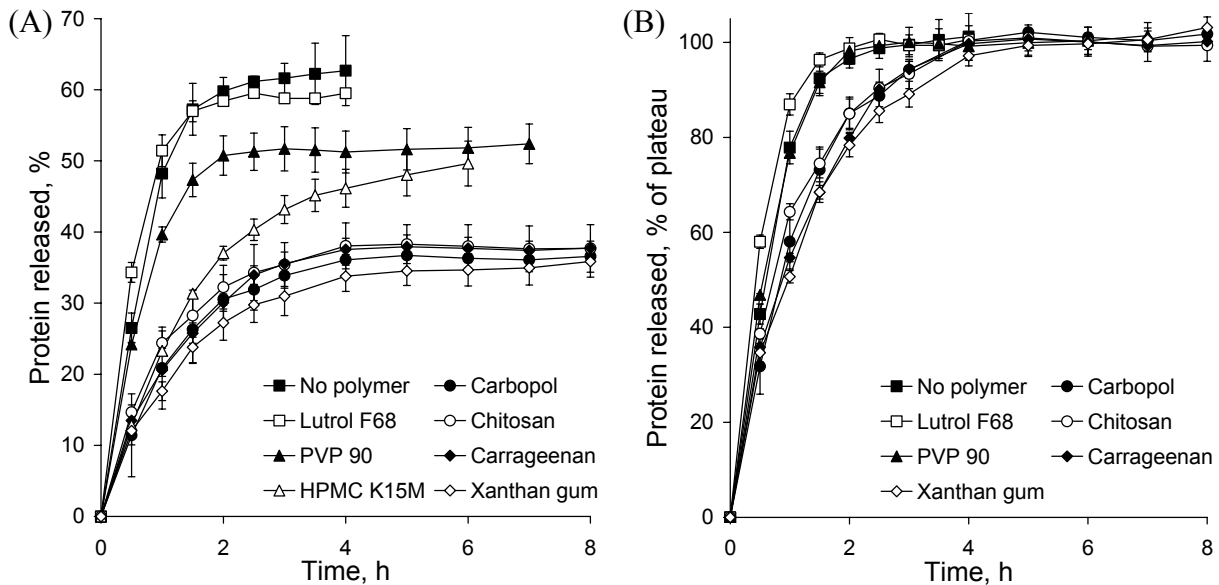 (A)
Protein released, %
70
60
50
40
30
20
10
0
No polymer
Carbopol
Lutrol F68
Chitosan
PVP 90
Carrageenan
HPMC K15M
Xanthan gum
0 2 4 6 8
Time, h
(B)
Protein released, % of plateau
100
80
60
40
20
0
No polymer
Carbopol
Lutrol F68
Chitosan
PVP 90
Carrageenan
Xanthan gum
0 2 4 6 8
Time, h